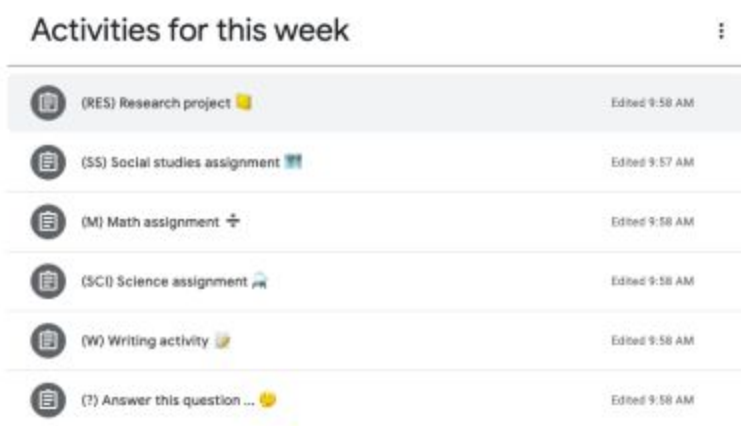 Activities for this week
(RES) Research project Edited 9:58 AM
(SS) Social studies assignment Edited 9:57 AM
(M) Math assignment ➗ Edited 9:58 AM
(SCI) Science assignment Edited 9:58 AM
(W) Writing activity 📝 Edited 9:58 AM
(?) Answer this question ... 🤔 Edited 9:58 AM